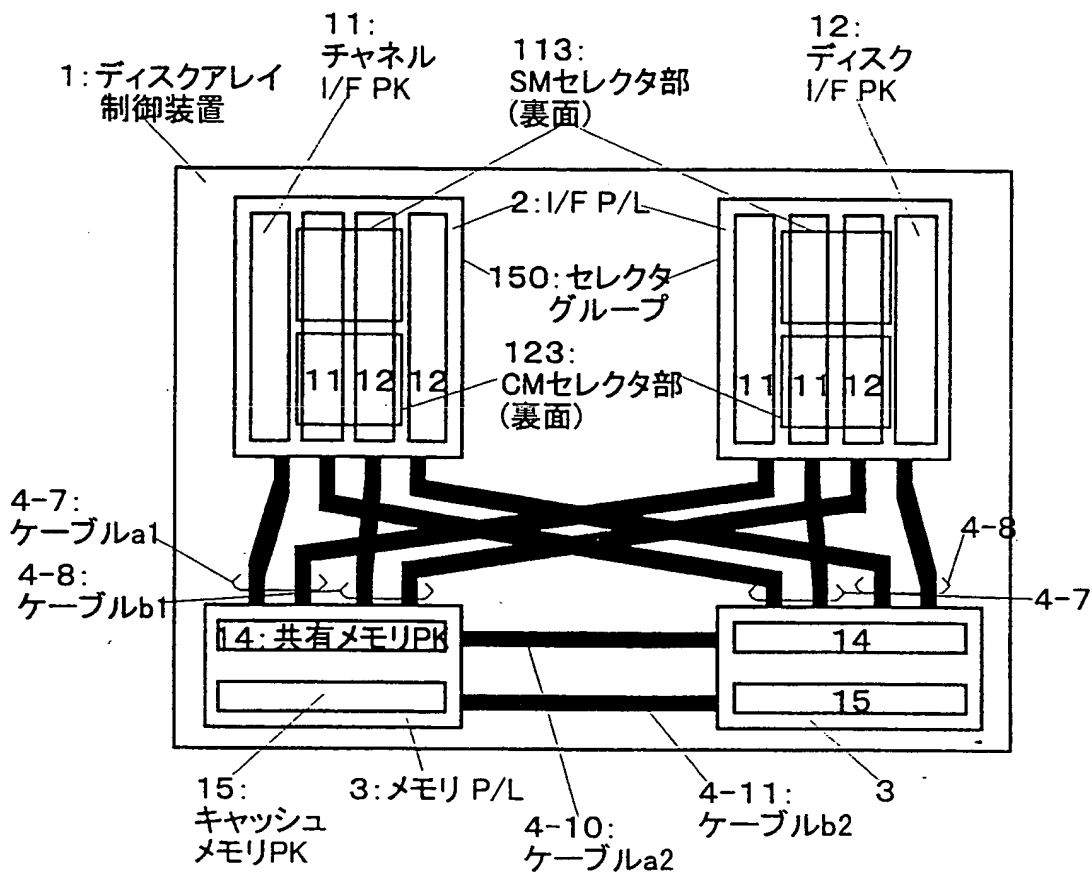 11:
チャネル
I/F PK
113:
SMセレクタ部
(裏面)
12:
ディスク
I/F PK
1:ディスクアレイ
制御装置
2:I/F P/L
150:セレクタ
グループ
123:
CMセレクタ部
(裏面)
11 12 12
11 11 12
4-7:
ケーブルa1
4-8:
ケーブルb1
4-8
4-7
14:共有メモリPK
14
15
15:
キャッシュ
メモリPK
3:メモリ P/L
4-10:
ケーブルa2
4-11:
ケーブルb2
3